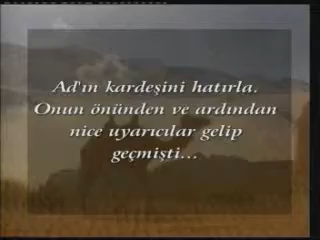 Ad'ın kardeşini hatırla.
Onun önünden ve ardından
nice uyarıcılar gelip
geçmişti...